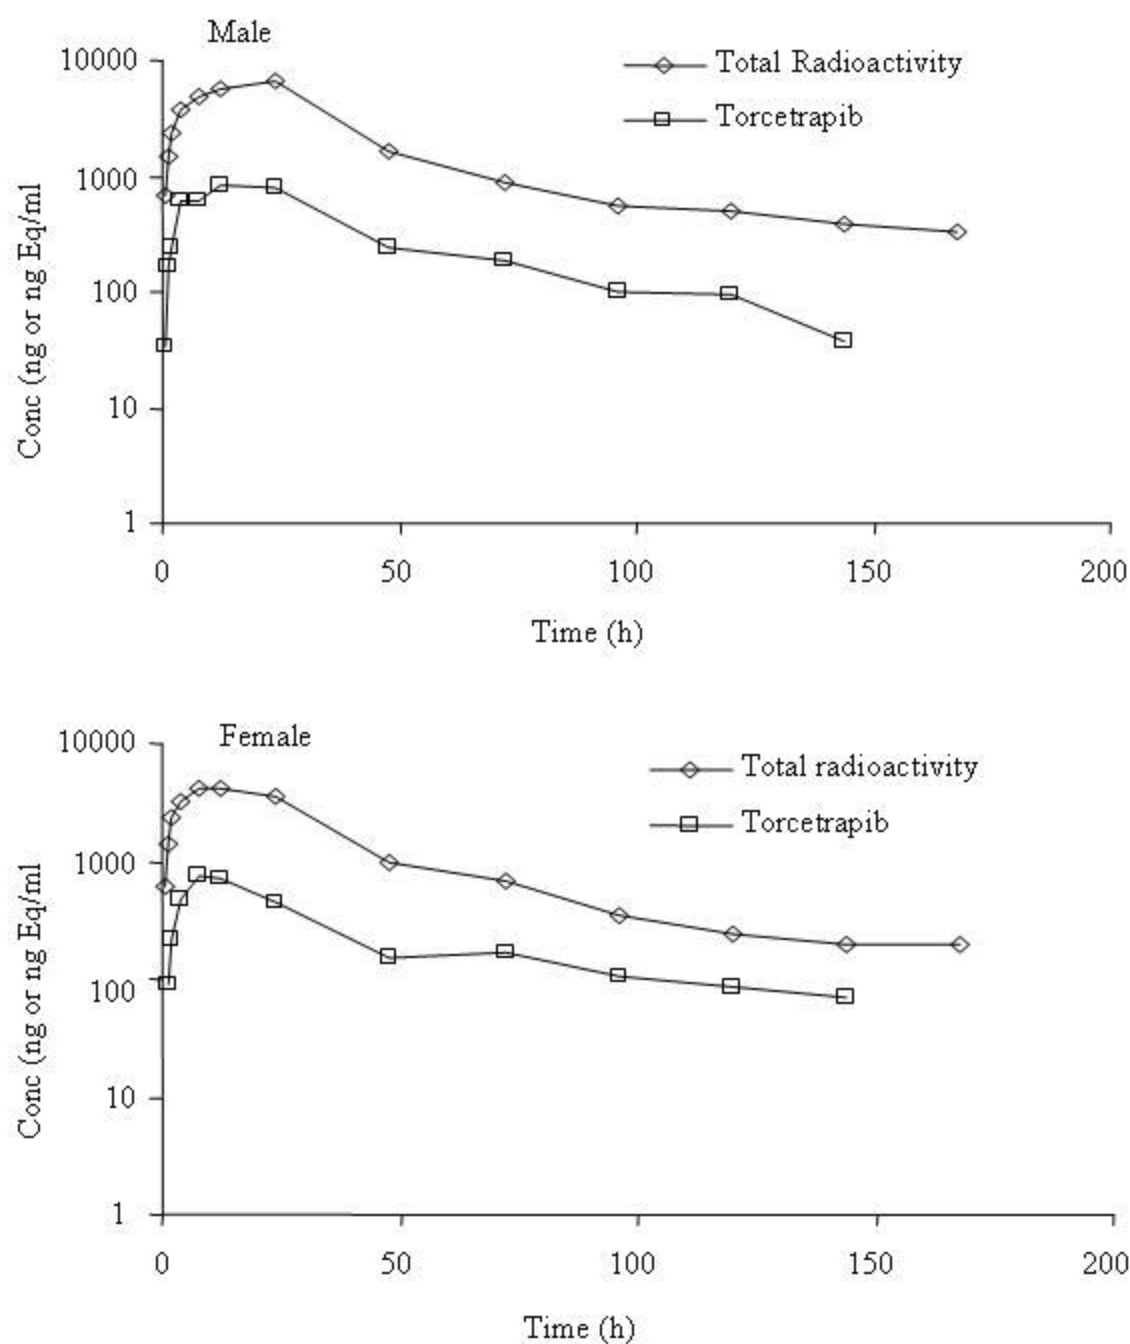 Male
Total Radioactivity
Torcetrapib
Conc (ng or ng Eq/ml)
10000
1000
100
10
1
0 50 100 150 200
Time (h)
Female
Total radioactivity
Torcetrapib
Conc (ng or ng Eq/ml
10000
1000
100
10
1
0 50 100 150 200
Time (h)